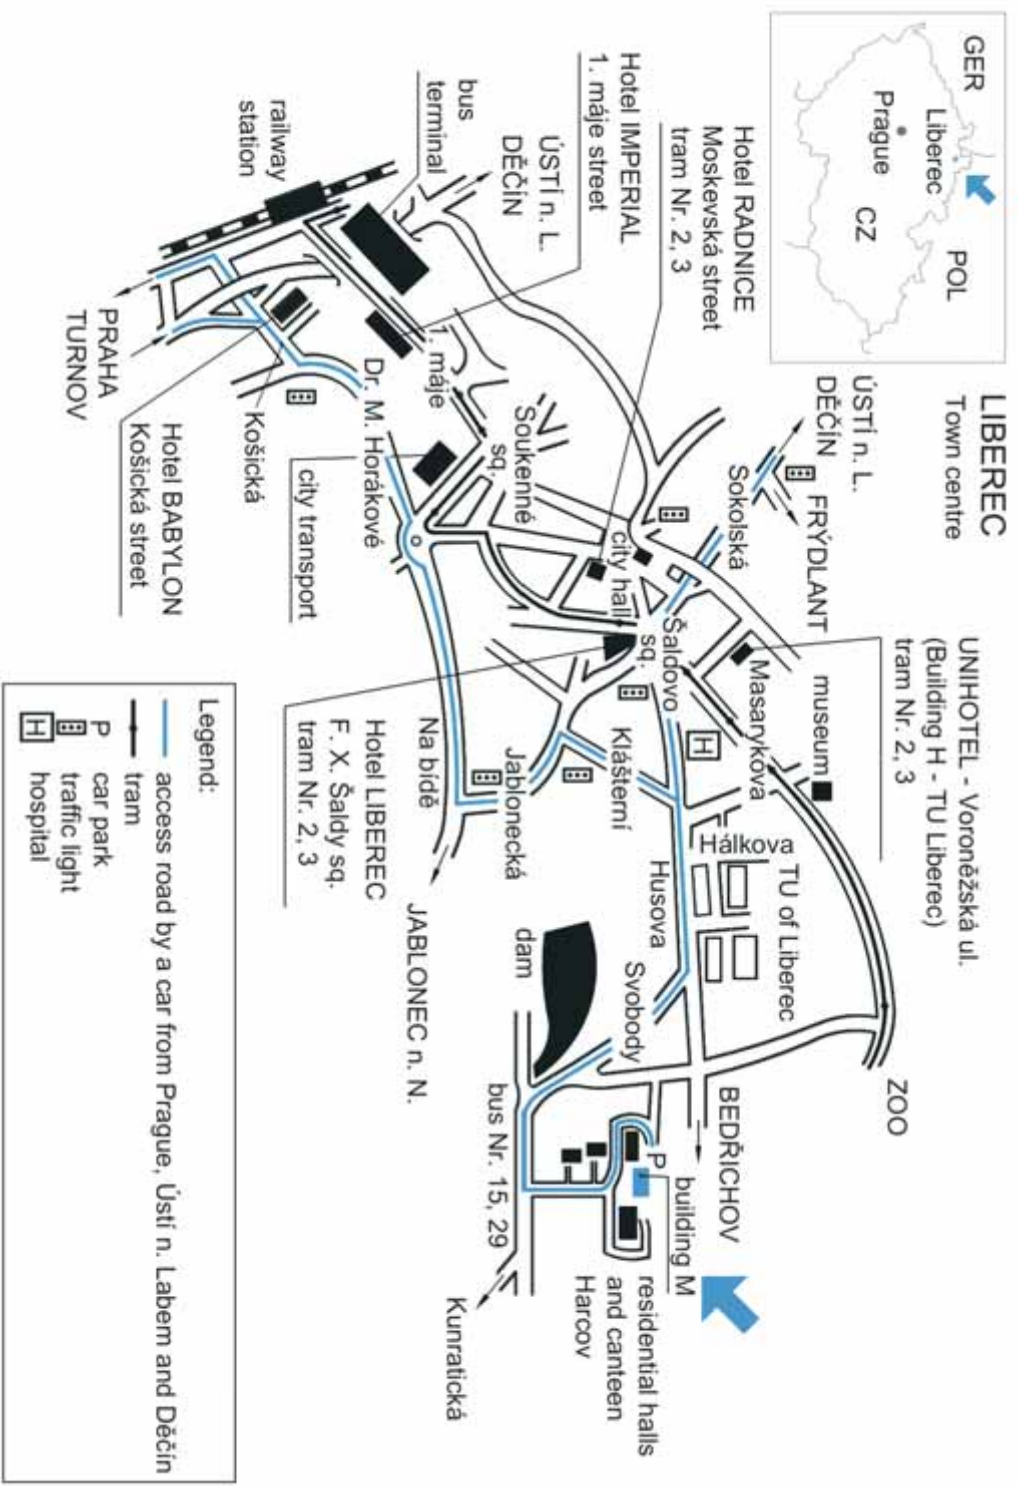 GER
POL
Liberec
Prague
CZ
LIBEREC
Town centre
Hotel RADNICE
Moskevská street
tram Nr. 2, 3
Hotel IMPERIAL
1. máje street
ÚSTÍ n. L.
DĚČÍN
bus
terminal
railway
station
ÚSTÍ n. L.
DĚČÍN
FRÝDLANT
Sokolská
UNIHOTEL - Voroněžská ul.
(Building H - TU Liberec)
tram Nr. 2, 3
museum
Masarykova
ZOO
Soukenné
sq.
1. máje
city hall
Šaldovo
sq.
H
Hálkova
TU of Liberec
BEDŘICHOV
Dr. M. Horákové
Klášterní
Husova
Svobody
P
building M
residential halls
and canteen
Harcov
PRAHA
TURNOV
Košická
Hotel BABYLON
Košická street
city transport
Na bídě
Jablonecká
dam
bus Nr. 15, 29
Kunratická
Hotel LIBEREC
F. X. Šaldy sq.
tram Nr. 2, 3
JABLONEC n. N.
Legend:
access road by a car from Prague, Ústí n. Labem and Děčín
tram
P car park
traffic light
H hospital